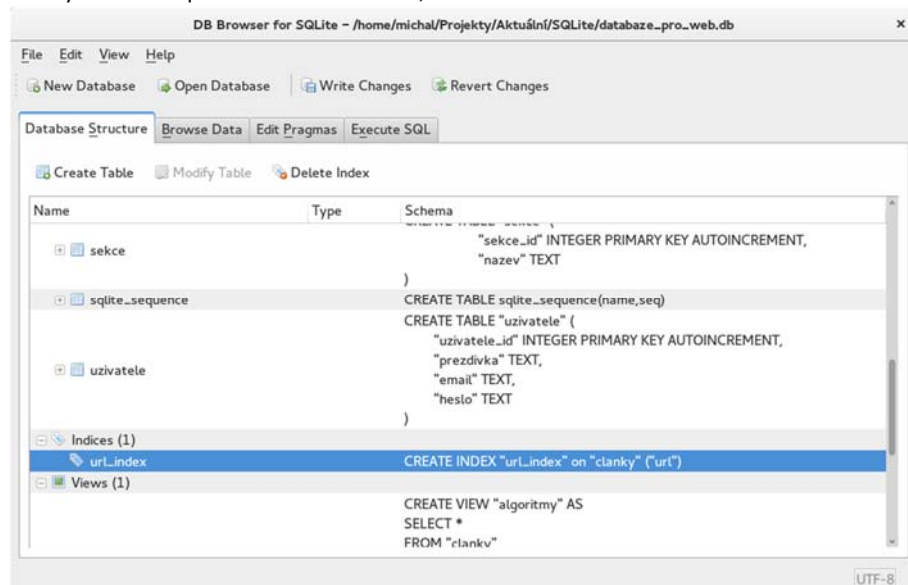 DB Browser for SQLite – /home/michal/Projekty/Aktuální/SQLite/databaze_pro_web.db ×
File Edit View Help
New Database Open Database Write Changes Revert Changes
Database Structure Browse Data Edit Pragmas Execute SQL
Create Table Modify Table Delete Index
Name Type Schema
"sekce_id" INTEGER PRIMARY KEY AUTOINCREMENT,
sekce
"nazev" TEXT
)
sqlite_sequence CREATE TABLE sqlite_sequence(name,seq)
CREATE TABLE "uzivatele" (
"uzivatele_id" INTEGER PRIMARY KEY AUTOINCREMENT,
"prezdivka" TEXT,
uzivatele
"email" TEXT,
"heslo" TEXT
)
Indices (1)
url_index CREATE INDEX "url_index" on "clanky" ("url")
Views (1)
CREATE VIEW "algoritmy" AS
SELECT *
FROM "clanky"
UTF-8